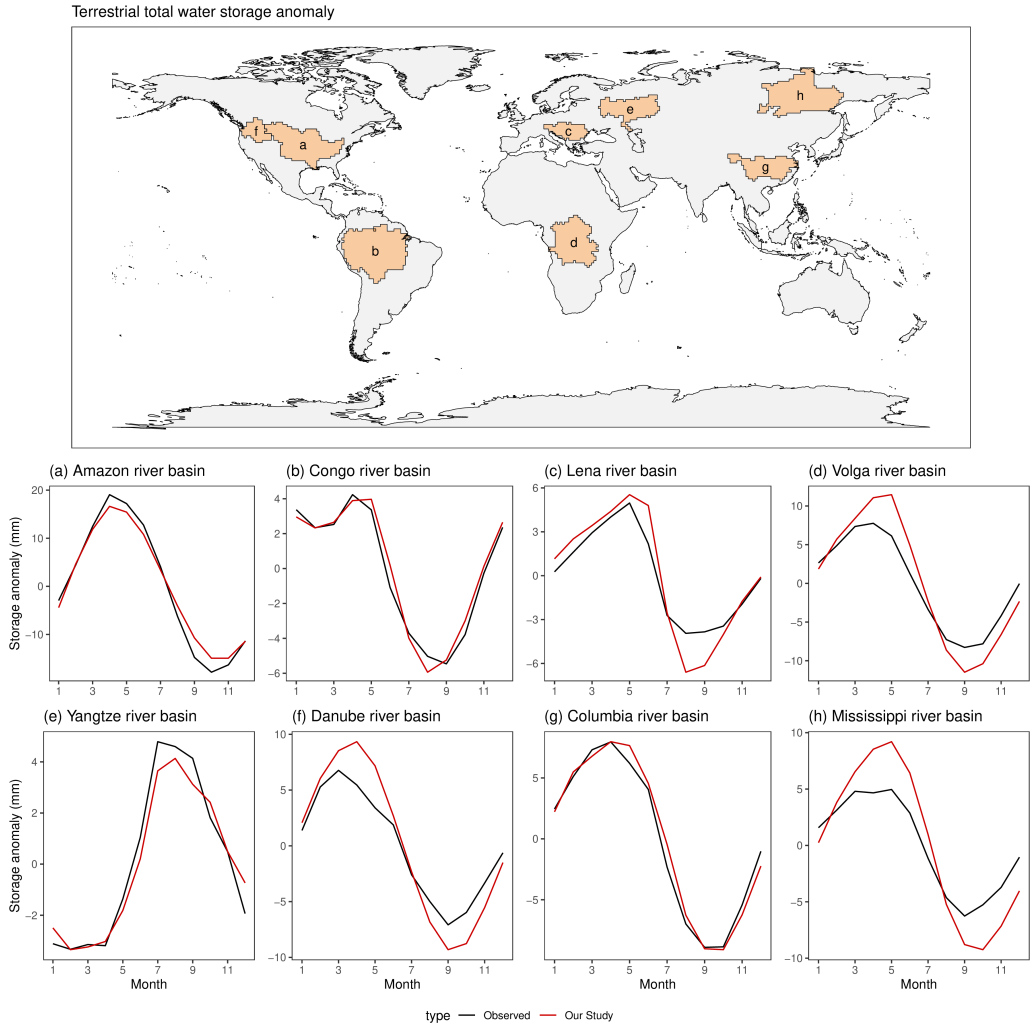 Terrestrial total water storage anomaly
h
e
f
c
a
g
d
b
(a) Amazon river basin
(b) Congo river basin
(c) Lena river basin
(d) Volga river basin
Storage anomaly (mm)
20
10
0
−10
1 3 5 7 9 11
4
2
0
−2
−4
−6
1 3 5 7 9 11
6
3
0
−3
−6
1 3 5 7 9 11
10
5
0
−5
−10
1 3 5 7 9 11
(e) Yangtze river basin
(f) Danube river basin
(g) Columbia river basin
(h) Mississippi river basin
Storage anomaly (mm)
4
2
0
−2
1 3 5 7 9 11
Month
10
5
0
−5
−10
1 3 5 7 9 11
Month
5
0
−5
1 3 5 7 9 11
Month
10
5
0
−5
−10
1 3 5 7 9 11
Month
type Observed Our Study